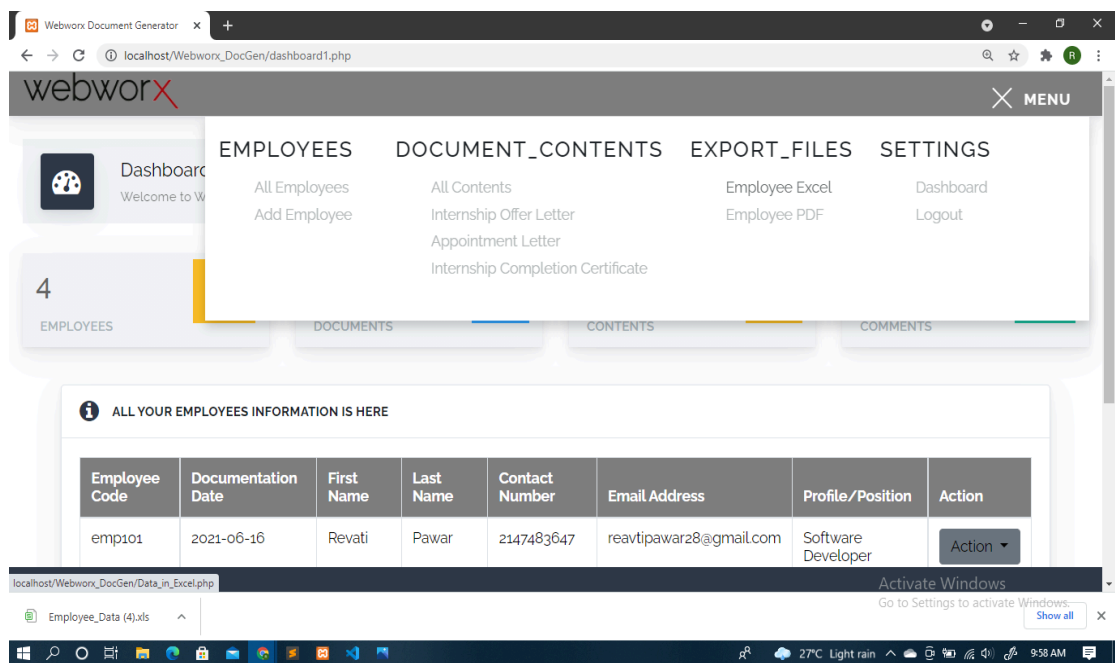 Webworx Document Generator
localhost/Webworx_DocGen/dashboard1.php
R
webworx
MENU
EMPLOYEES DOCUMENT_CONTENTS EXPORT_FILES SETTINGS
All Employees All Contents Employee Excel Dashboard
Add Employee Internship Offer Letter Employee PDF Logout
Appointment Letter
Internship Completion Certificate
Dashboard
Welcome to W
4
EMPLOYEES DOCUMENTS CONTENTS COMMENTS
ALL YOUR EMPLOYEES INFORMATION IS HERE
Employee Code Documentation Date First Name Last Name Contact Number Email Address Profile/Position Action
emp101 2021-06-16 Revati Pawar 2147483647 reavtipawar28@gmail.com Software Developer Action
localhost/Webworx_DocGen/Data_in_Excel.php
Activate Windows
Go to Settings to activate Windows.
Employee_Data (4).xls
Show all
27°C Light rain 9:58 AM